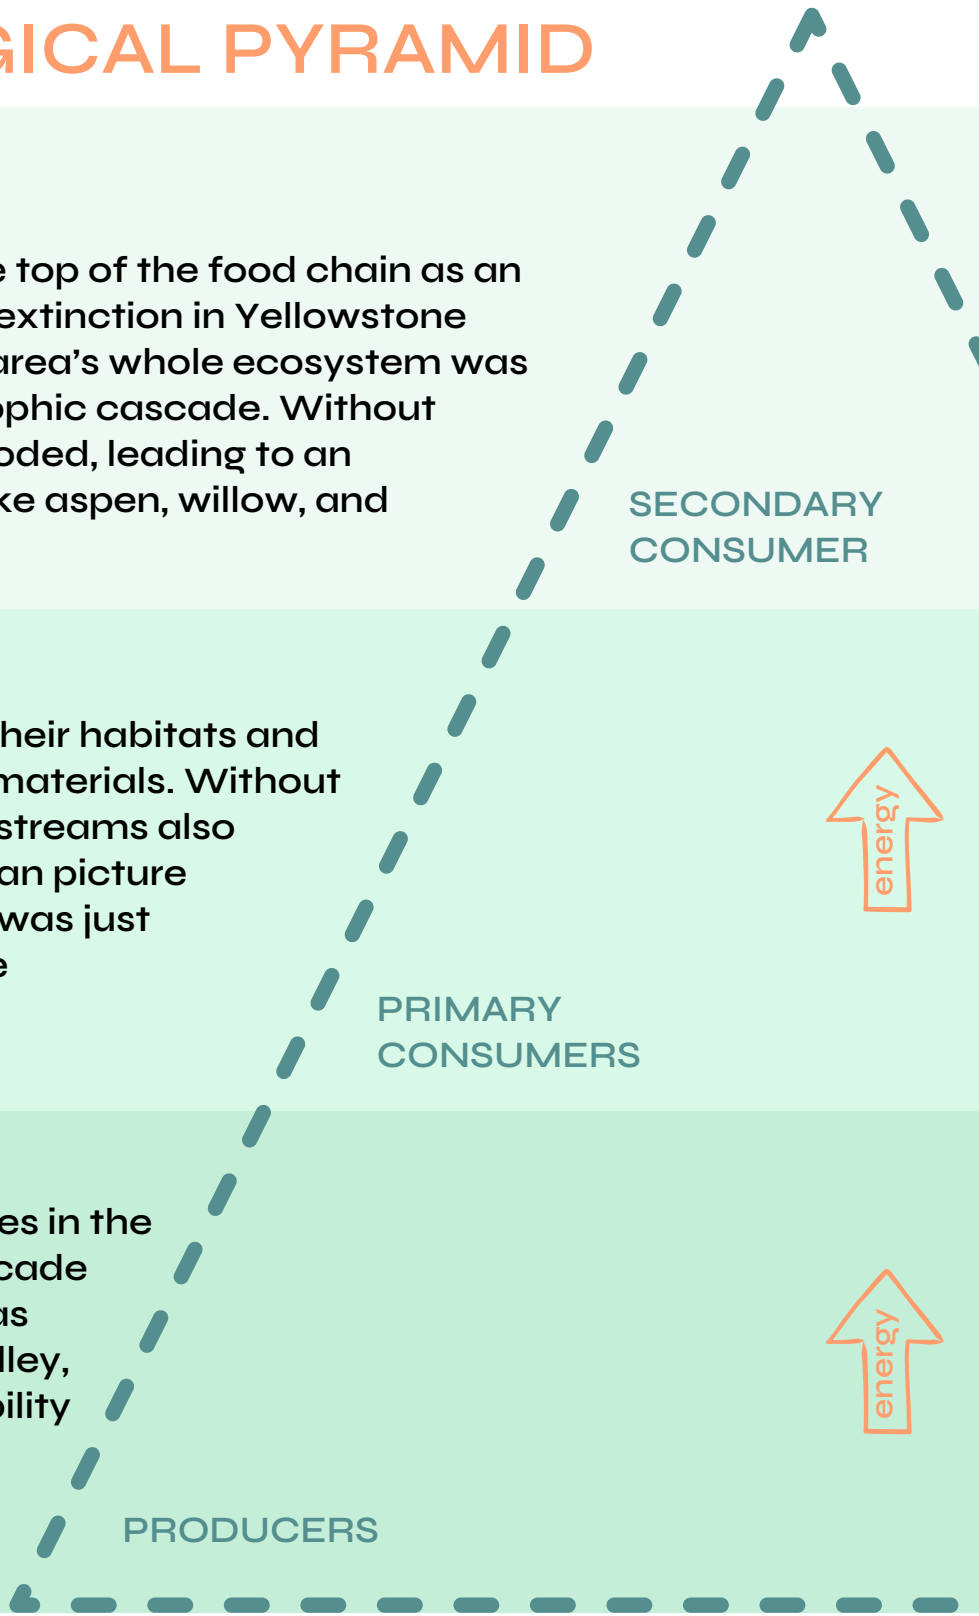 GICAL PYRAMID
e top of the food chain as an
extinction in Yellowstone
area’s whole ecosystem was
ophic cascade. Without
oded, leading to an
ke aspen, willow, and
SECONDARY
CONSUMER
heir habitats and
materials. Without
streams also
an picture
was just
e
energy
PRIMARY
CONSUMERS
es in the
cade
as
lley,
bility
energy
PRODUCERS